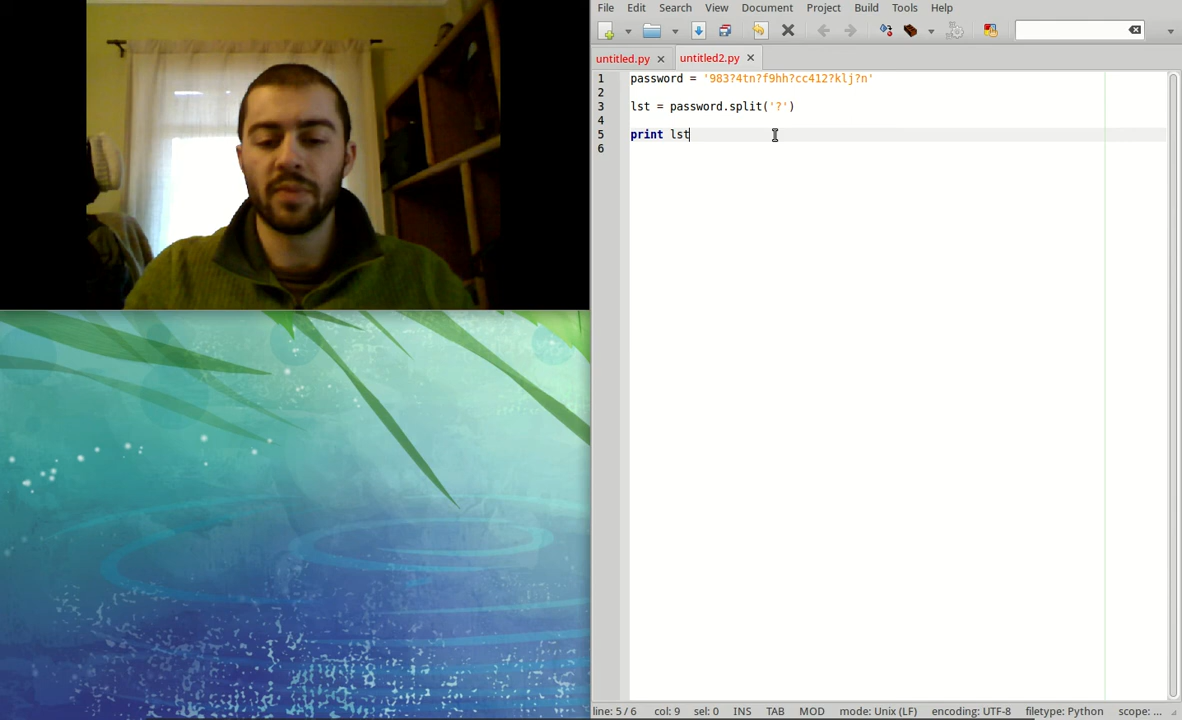 File Edit Search View Document Project Build Tools Help
untitled.py untitled2.py
1 password = '983?4tn?f9hh?cc412?klj?n'
2
3 lst = password.split('?')
4
5 print lst
6
line: 5 / 6 col: 9 sel: 0 INS TAB MOD mode: Unix (LF) encoding: UTF-8 filetype: Python scope: ...